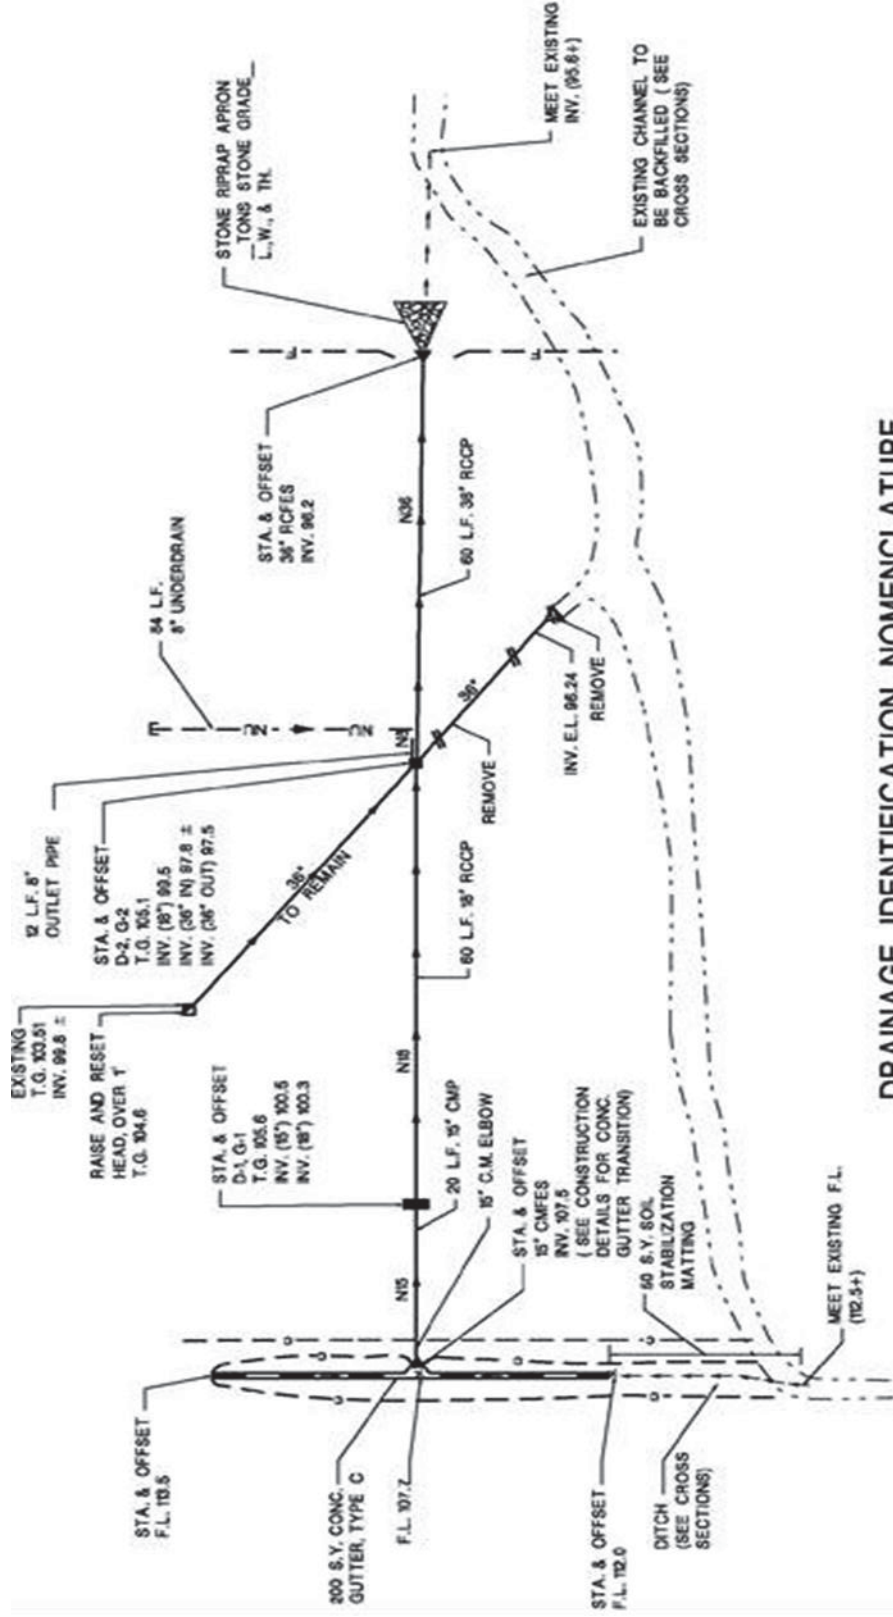 EXISTING
T.G. 103.51
INV. 99.8 ±
RAISE AND RESET
HEAD, OVER 1'
T.G. 104.6
12 L.F. 8"
OUTLET PIPE
STA. & OFFSET
D-2, G-2
T.G. 105.1
INV. (18") 99.5
INV. (36" IN) 97.8 ±
INV. (36" OUT) 97.5
84 L.F.
8" UNDERDRAIN
STONE RIPRAP APRON
TONS STONE GRADE
L.,W., & TH.
STA. & OFFSET
36" RCFES
INV. 96.2
MEET EXISTING
INV. (95.8+)
EXISTING CHANNEL TO
BE BACKFILLED ( SEE
CROSS SECTIONS)
STA. & OFFSET
F.L. 113.5
STA. & OFFSET
D-1, G-1
T.G. 105.6
INV. (15") 100.5
INV. (18") 100.3
36"
TO REMAIN
N15
N18
N8
N36
20 L.F. 15" CMP
60 L.F. 18" RCCP
60 L.F. 36" RCCP
36"
REMOVE
INV. E.L. 96.24
REMOVE
15" C.M. ELBOW
STA. & OFFSET
15" CMFES
INV. 107.5
( SEE CONSTRUCTION
DETAILS FOR CONC.
GUTTER TRANSITION)
200 S.Y. CONC.
GUTTER, TYPE C
F.L. 107.7
50 S.Y. SOIL
STABILIZATION
MATTING
STA. & OFFSET
F.L. 112.0
DITCH
(SEE CROSS
SECTIONS)
MEET EXISTING F.L.
(112.5+)
DRAINAGE IDENTIFICATION NOMENCLATURE